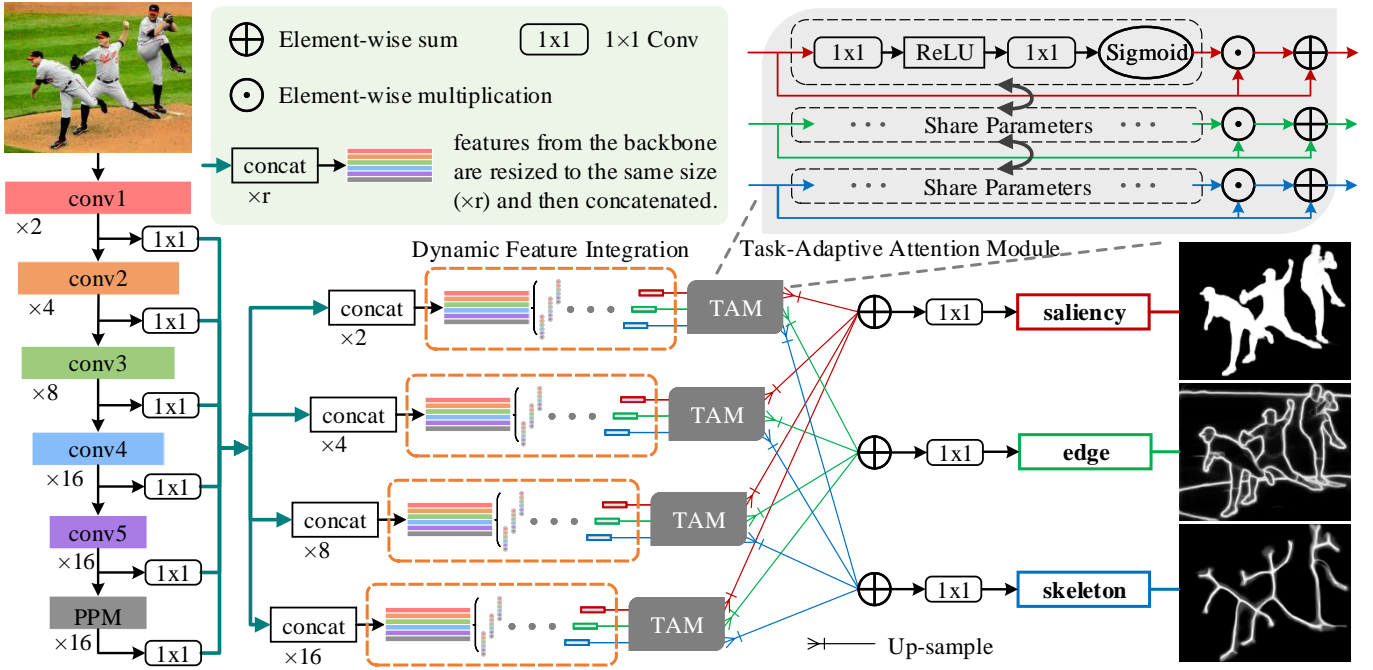 Element-wise sum
1x1
1×1 Conv
Element-wise multiplication
concat
×r
features from the backbone
are resized to the same size
(×r) and then concatenated.
1x1
ReLU
1x1
Sigmoid
· · · Share Parameters · · ·
· · · Share Parameters · · ·
conv1
×2
1x1
conv2
×4
1x1
conv3
×8
1x1
conv4
×16
1x1
conv5
×16
1x1
PPM
×16
1x1
Dynamic Feature Integration
Task-Adaptive Attention Module
concat
×2
TAM
concat
×4
TAM
concat
×8
TAM
concat
×16
TAM
1x1
saliency
1x1
edge
1x1
skeleton
Up-sample